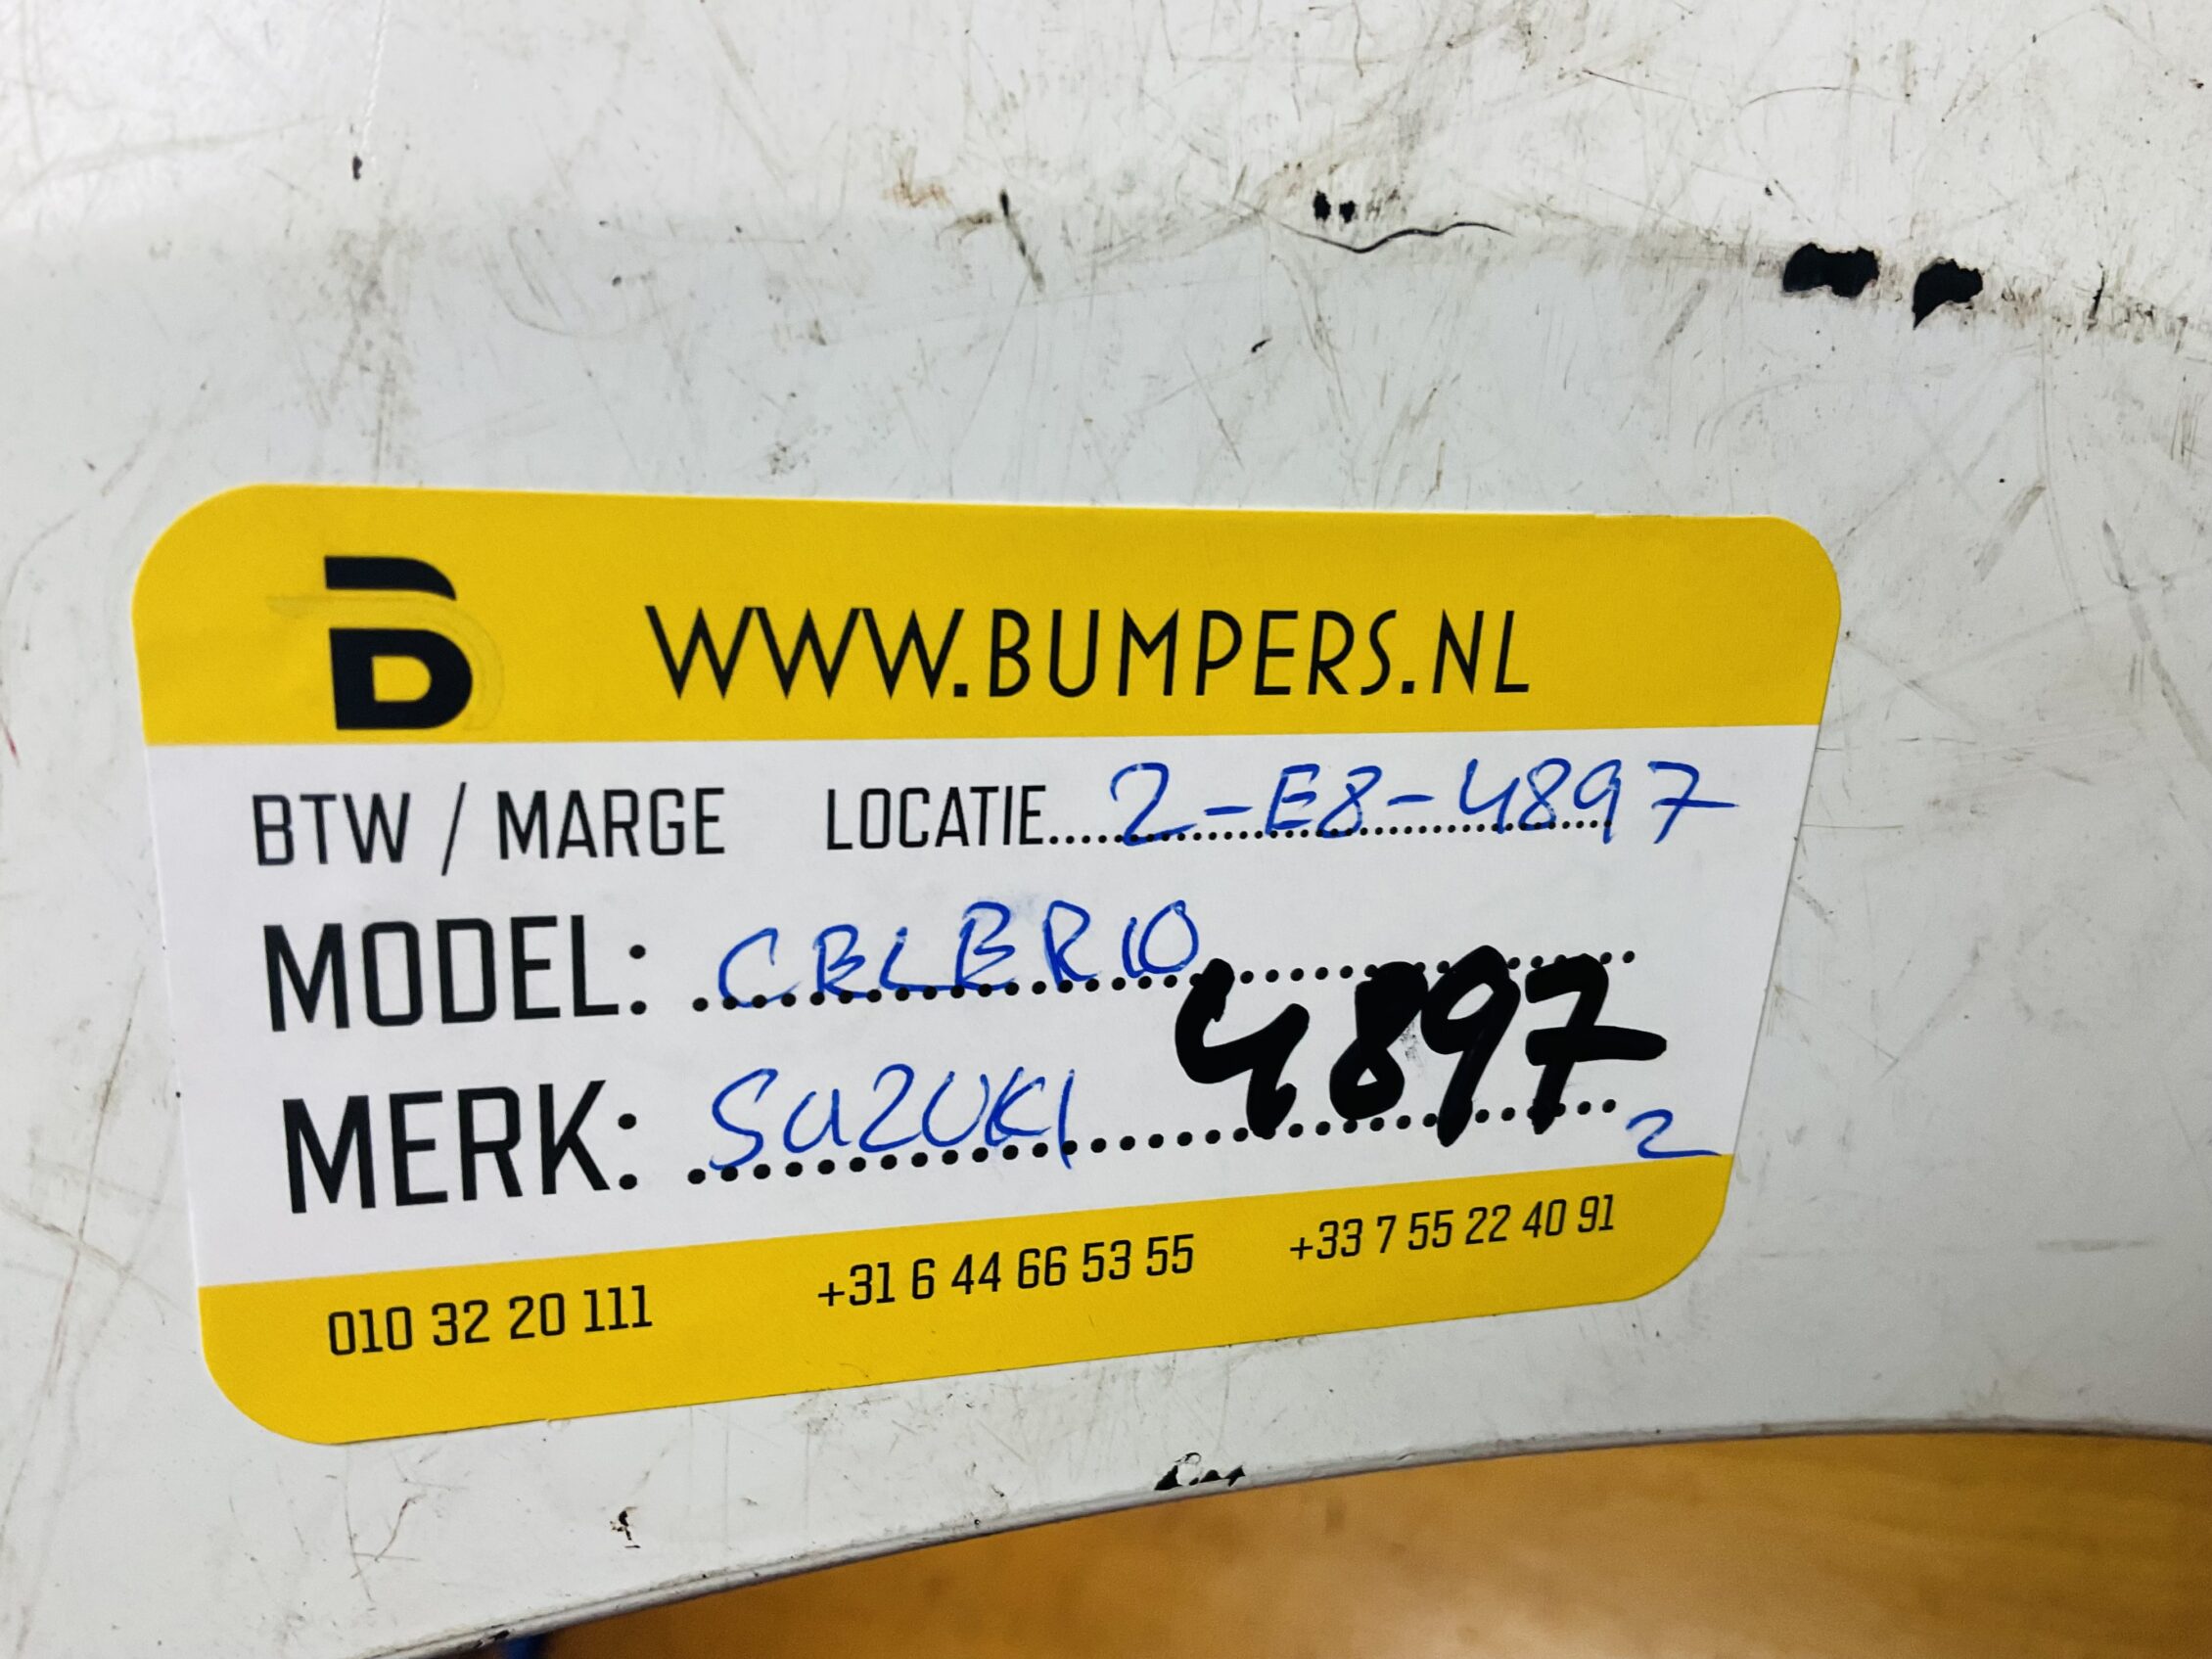 B WWW.BUMPERS.NL
BTW / MARGE LOCATIE.....2-E8-4897
MODEL: CELERIO
4897
MERK: SUZUKI
2
010 32 20 111 +31 6 44 66 53 55 +33 7 55 22 40 91